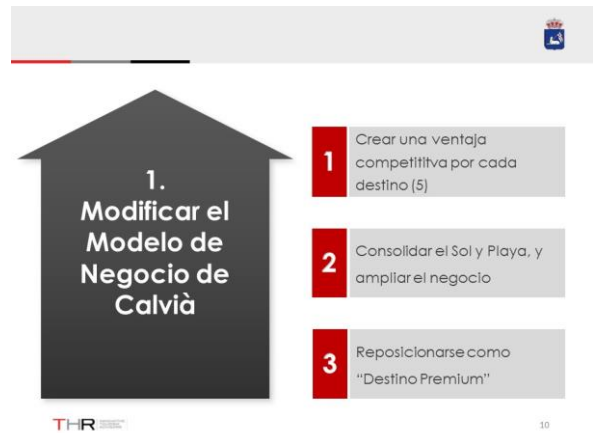 1.
Modificar el
Modelo de
Negocio de
Calvià
1
Crear una ventaja
competititva por cada
destino (5)
2
Consolidar el Sol y Playa, y
ampliar el negocio
3
Reposicionarse como
“Destino Premium”
THR
10